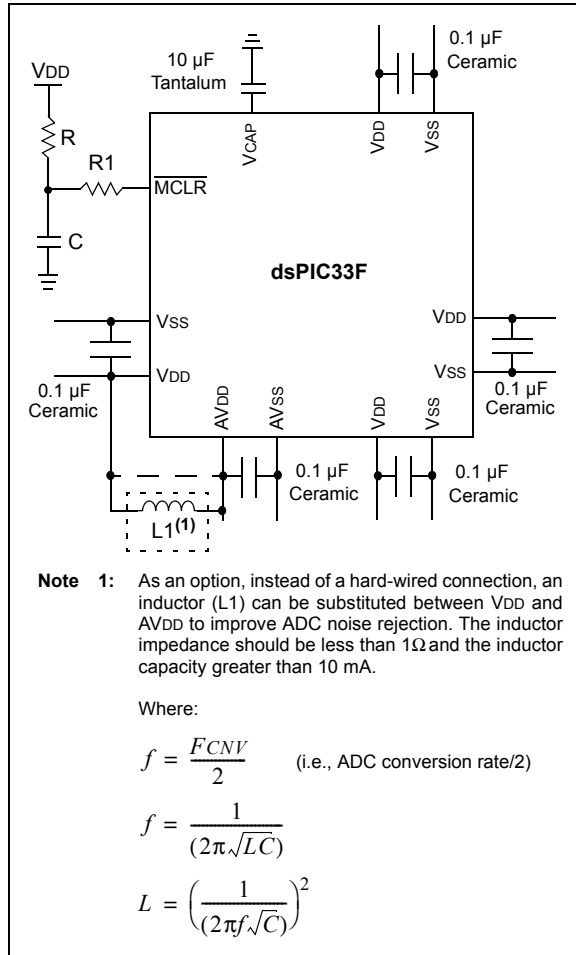 10 µF
Tantalum
0.1 µF
Ceramic
VDD
R
R1
C
VCAP
VDD
VSS
MCLR
dsPIC33F
VSS
VDD
0.1 µF
Ceramic
VDD
VSS
0.1 µF
Ceramic
AVDD
AVSS
VDD
VSS
0.1 µF
Ceramic
0.1 µF
Ceramic
L1(1)
Note 1: As an option, instead of a hard-wired connection, an
inductor (L1) can be substituted between VDD and
AVDD to improve ADC noise rejection. The inductor
impedance should be less than 1Ω and the inductor
capacity greater than 10 mA.
Where:
f = FCNV / 2 (i.e., ADC conversion rate/2)
f = 1 / (2π√LC)
L = (1 / (2πf√C))²